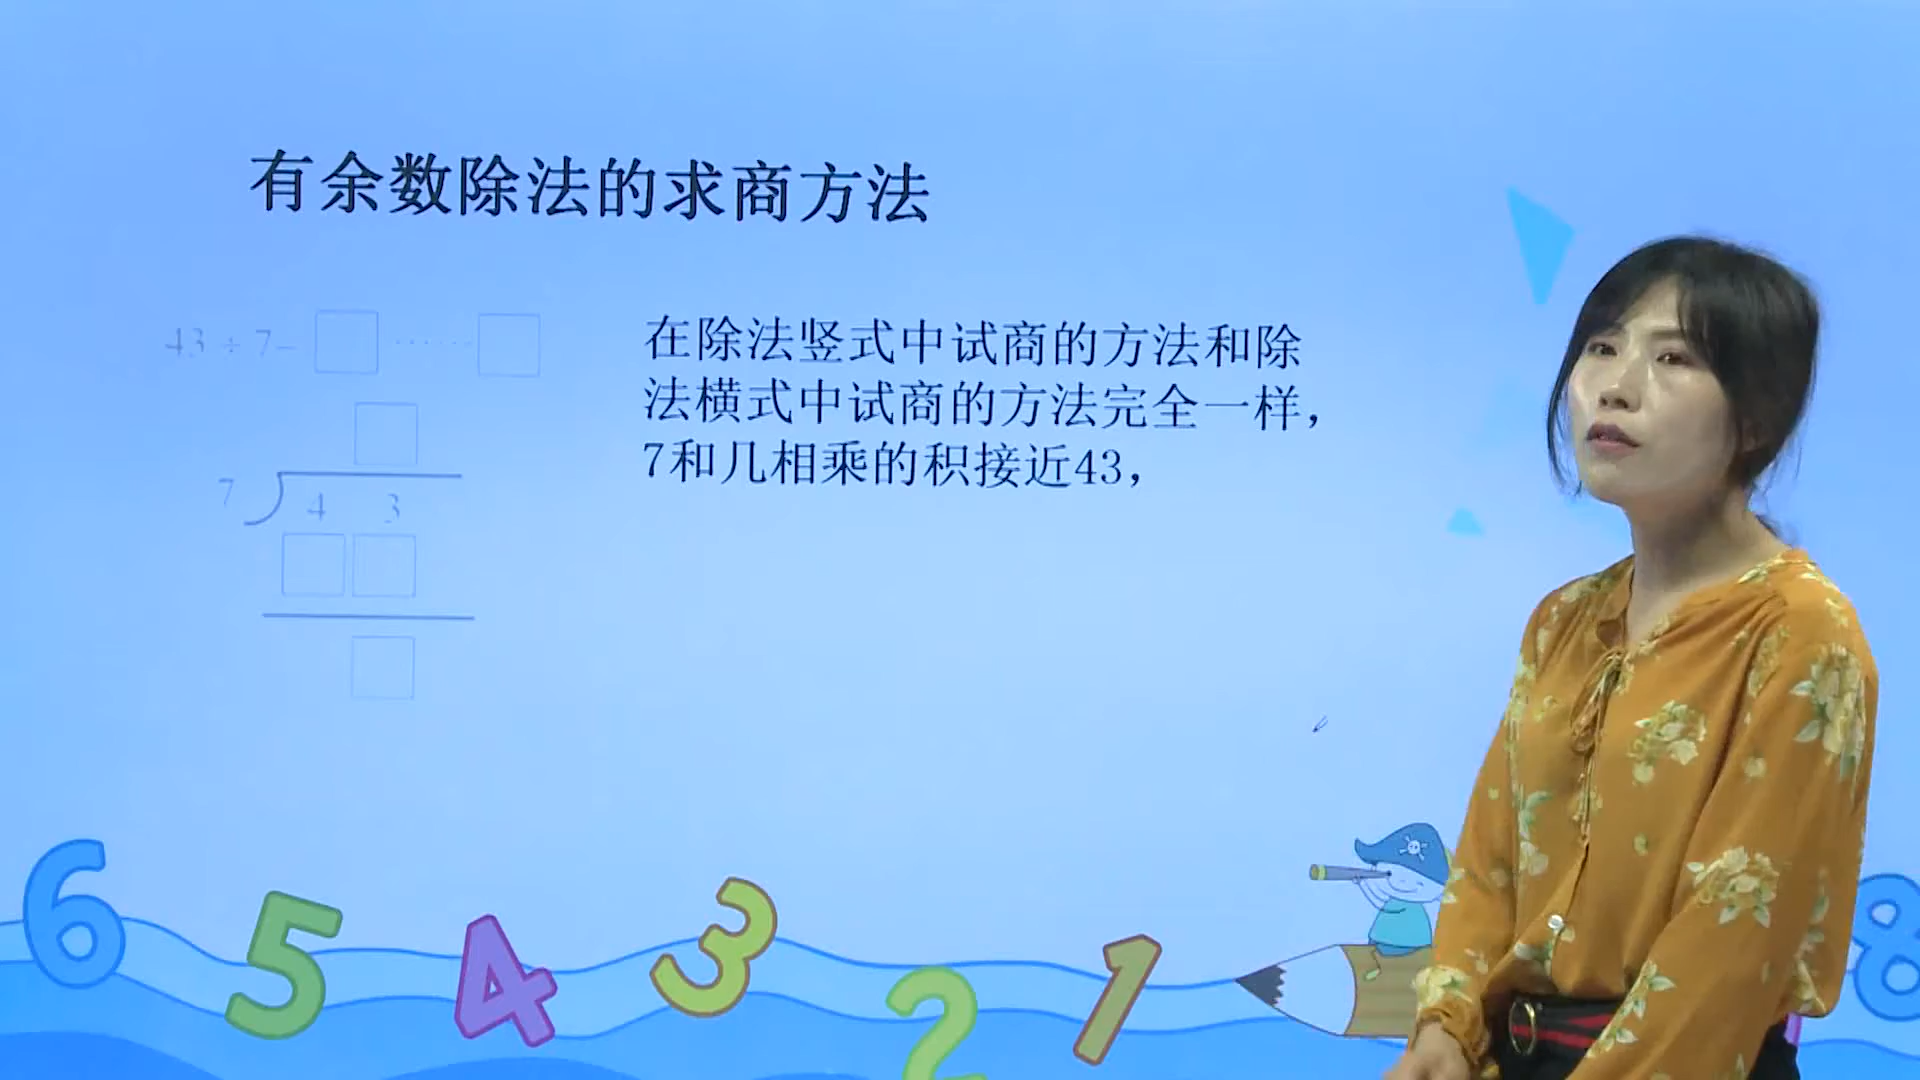 有余数除法的求商方法
43÷7=□……□
在除法竖式中试商的方法和除
法横式中试商的方法完全一样，
7和几相乘的积接近43，
7 4 3
6 5 4 3 2 1 8